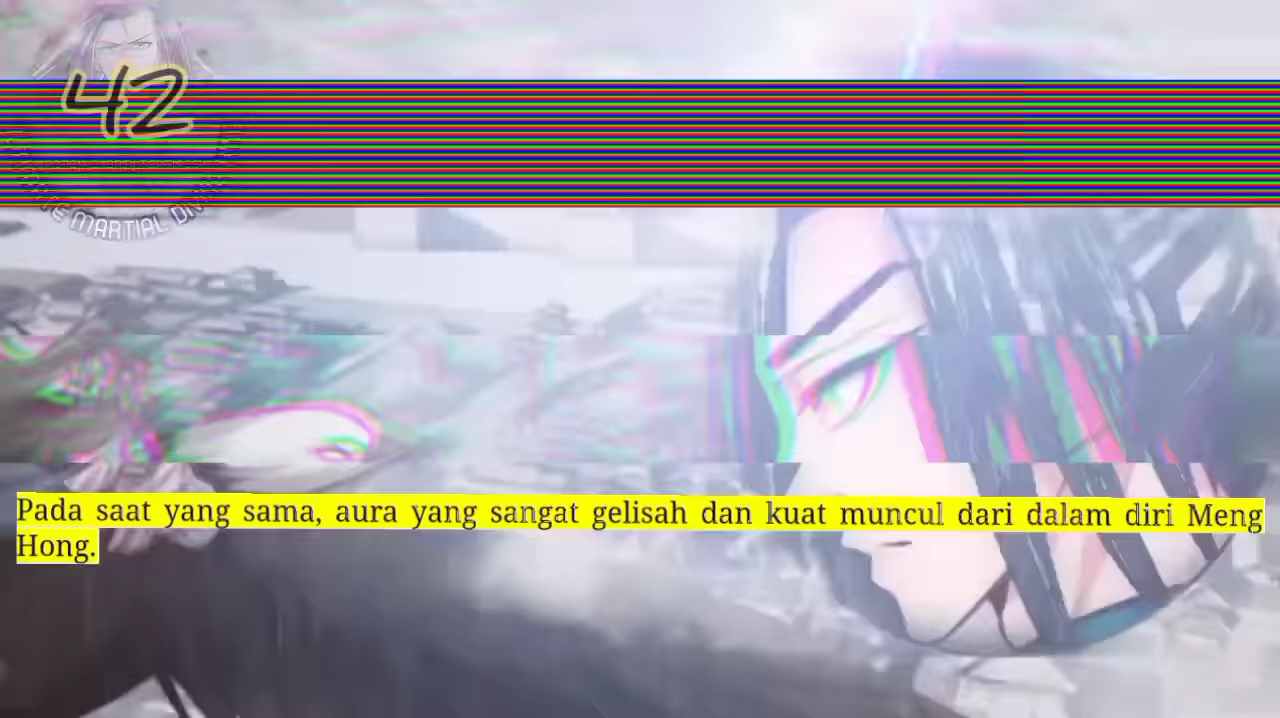 42
MARTIAL
Pada saat yang sama, aura yang sangat gelisah dan kuat muncul dari dalam diri Meng
Hong.